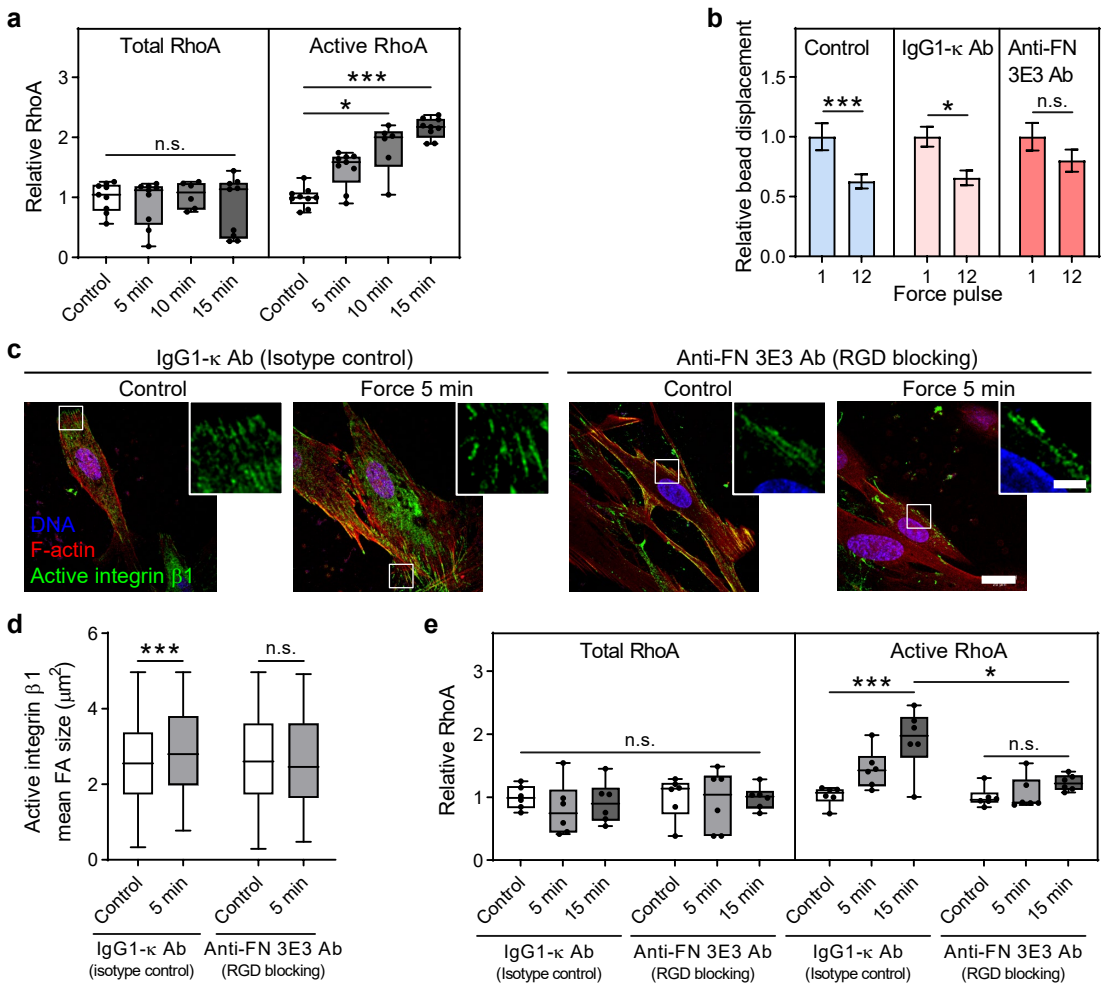 a
Total RhoA
Active RhoA
Relative RhoA
3
2
1
0
n.s.
*
***
Control
5 min
10 min
15 min
Control
5 min
10 min
15 min
b
Relative bead displacement
1.5
1.0
0.5
0.0
Control
IgG1-κ Ab
Anti-FN
3E3 Ab
***
*
n.s.
1 12 1 12 1 12
Force pulse
c
IgG1-κ Ab (Isotype control)
Anti-FN 3E3 Ab (RGD blocking)
Control
Force 5 min
Control
Force 5 min
DNA
F-actin
Active integrin β1
d
Active integrin β1
mean FA size (μm²)
6
4
2
0
***
n.s.
Control
5 min
Control
5 min
IgG1-κ Ab
(isotype control)
Anti-FN 3E3 Ab
(RGD blocking)
e
Total RhoA
Active RhoA
Relative RhoA
3
2
1
0
n.s.
***
*
n.s.
Control
5 min
15 min
Control
5 min
15 min
Control
5 min
15 min
Control
5 min
15 min
IgG1-κ Ab
(Isotype control)
Anti-FN 3E3 Ab
(RGD blocking)
IgG1-κ Ab
(Isotype control)
Anti-FN 3E3 Ab
(RGD blocking)